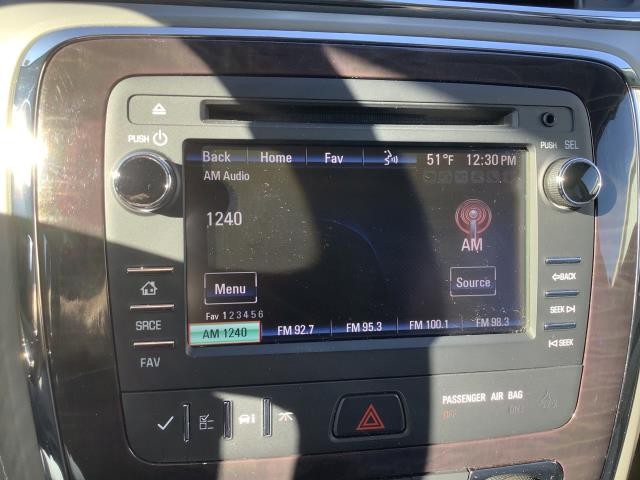 PUSH
PUSH SEL
Back Home Fav 51°F 12:30 PM
AM Audio
1240
AM
Menu
Source
Fav 1 2 3 4 5 6
AM 1240 FM 92.7 FM 95.3 FM 100.1 FM 98.3
SRCE
FAV
BACK
SEEK
SEEK
PASSENGER AIR BAG
OFF ON